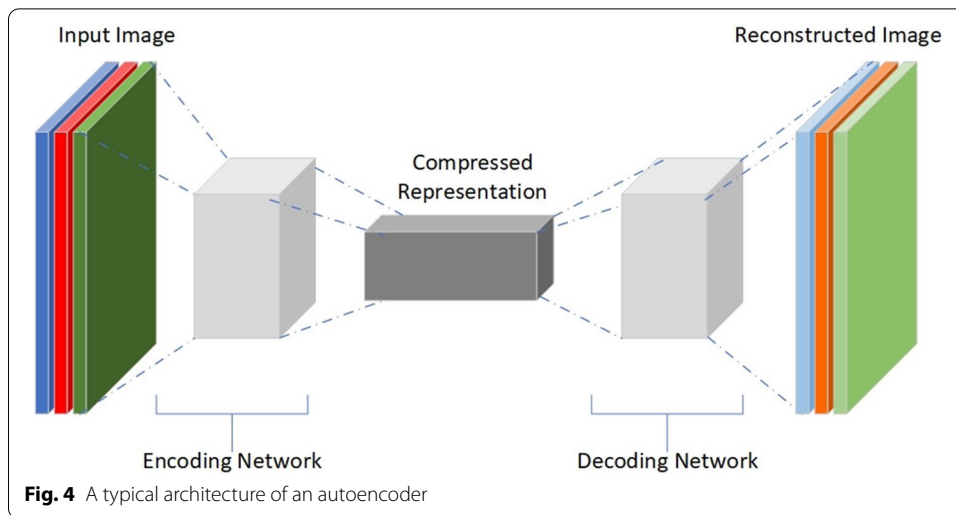 Input Image
Reconstructed Image
Compressed
Representation
Encoding Network
Decoding Network
Fig. 4 A typical architecture of an autoencoder